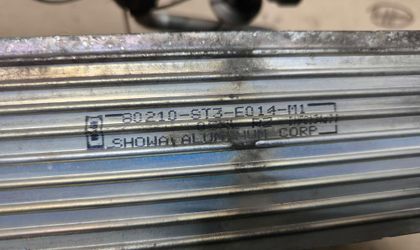 80210-ST3-E014-M1
SHOWA ALUMINUM CORP